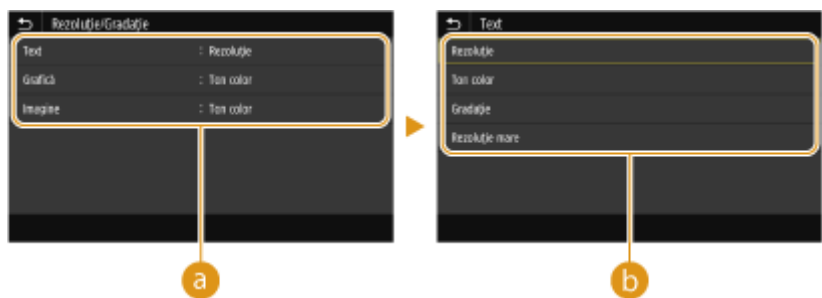 Rezoluție/Gradație
Text : Rezoluție
Grafică : Ton color
Imagine : Ton color
a
Text
Rezoluție
Ton color
Gradație
Rezoluție mare
b